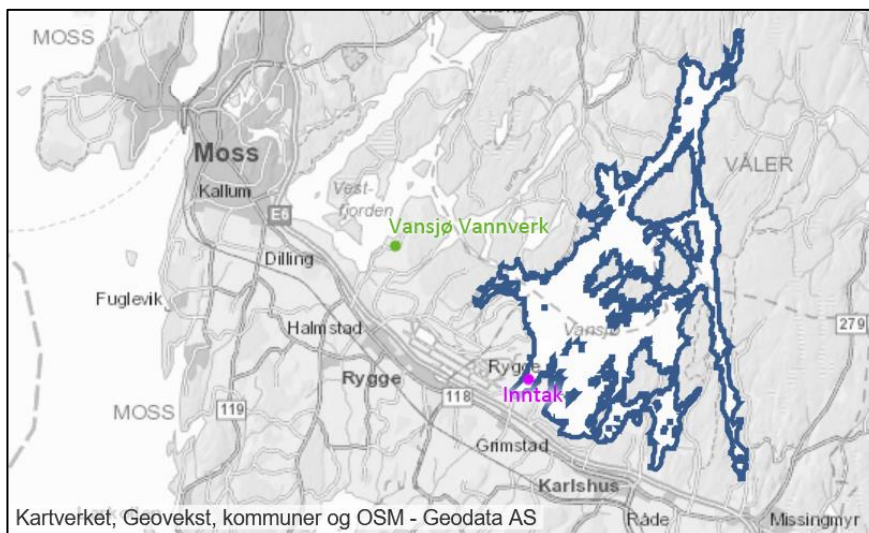 MOSS
VÅLER
Moss
Kallum
Vest-
fjorden
E6
Vansjø Vannverk
Dilling
Fuglevik
Halmstad
Vansjø
279
Rygge
Rygge
118
Inntak
MOSS
119
Grimstad
Karlshus
Kartverket, Geovekst, kommuner og OSM - Geodata AS
Råde
Missingmyr